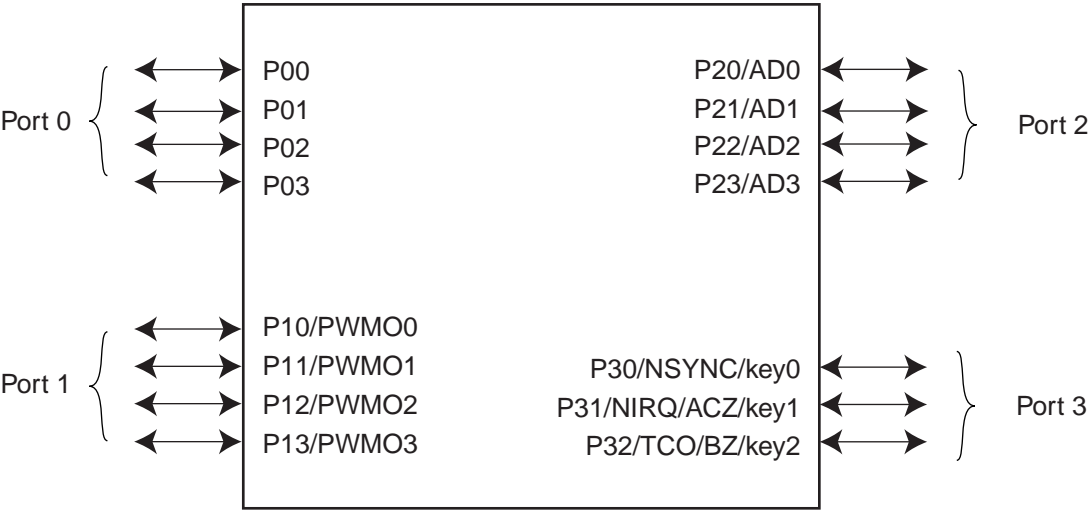 Port 0
P00
P01
P02
P03
P20/AD0
P21/AD1
P22/AD2
P23/AD3
Port 2
Port 1
P10/PWMO0
P11/PWMO1
P12/PWMO2
P13/PWMO3
P30/NSYNC/key0
P31/NIRQ/ACZ/key1
P32/TCO/BZ/key2
Port 3